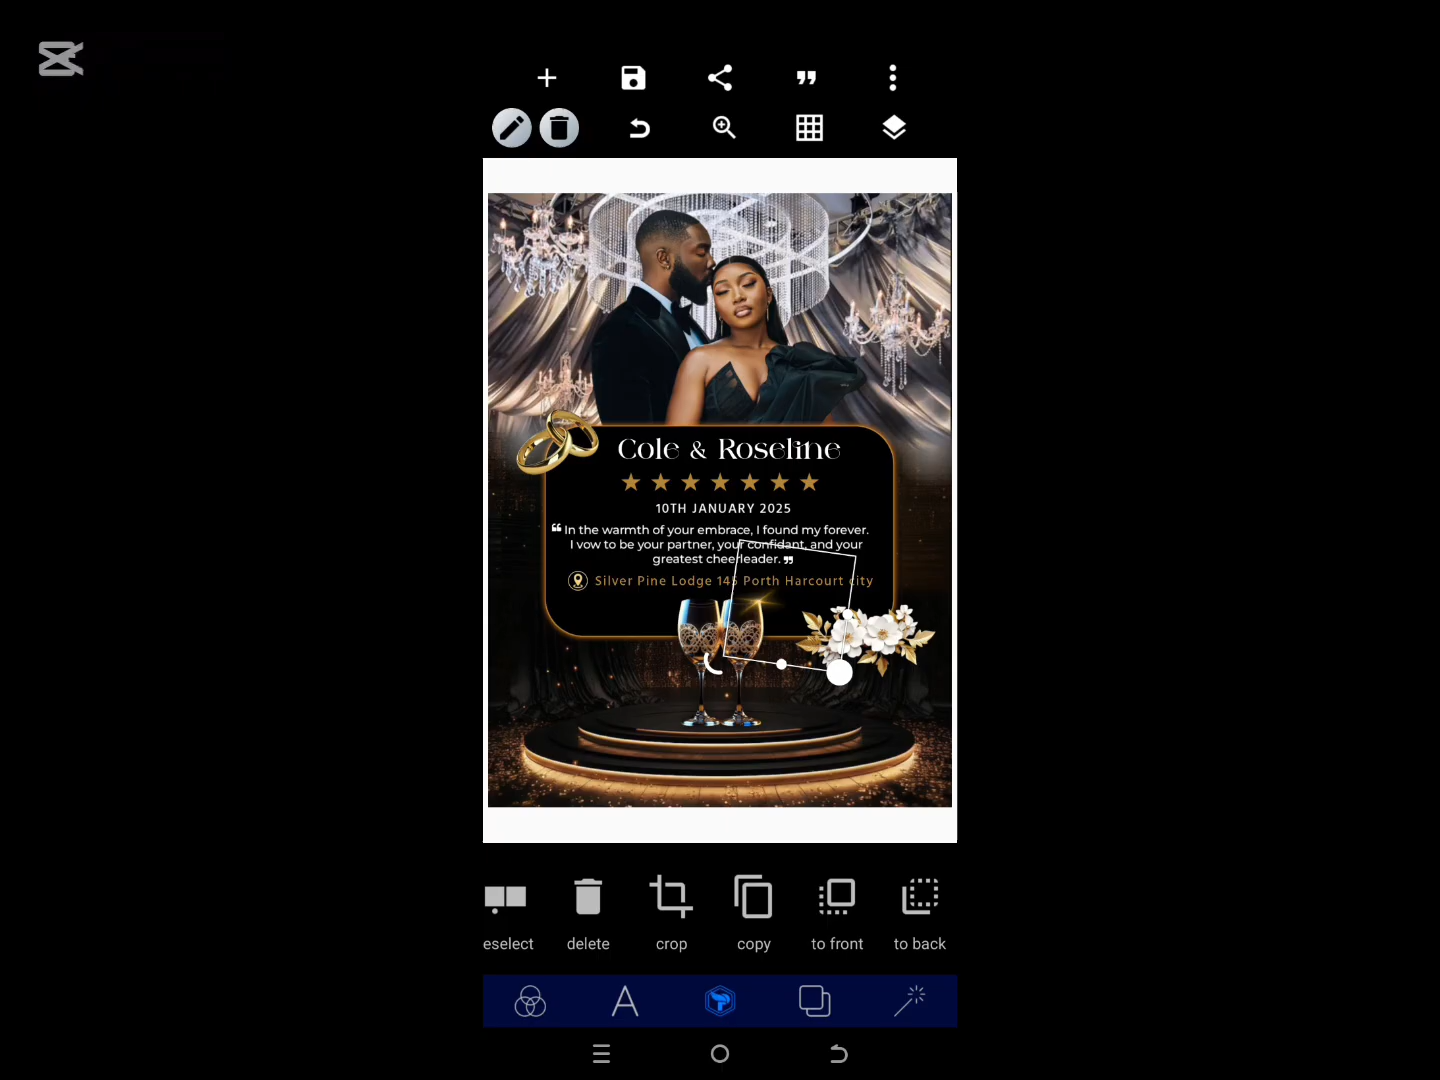 Cole & Roseline
10TH JANUARY 2025
❝ In the warmth of your embrace, I found my forever.
I vow to be your partner, your confidant, and your
greatest cheerleader. ❞
Silver Pine Lodge 145 Porth Harcourt city
eselect delete crop copy to front to back